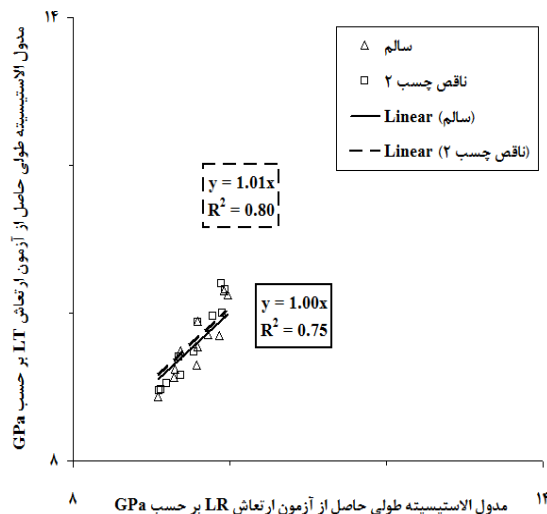 ۱۴
مدول الاستیسیته طولی حاصل از آزمون ارتعاش LT بر حسب GPa
سالم
ناقص چسب ۲
Linear (سالم)
Linear (ناقص چسب ۲)
y = 1.01x
R² = 0.80
y = 1.00x
R² = 0.75
۸
۸
۱۴
مدول الاستیسیته طولی حاصل از آزمون ارتعاش LR بر حسب GPa